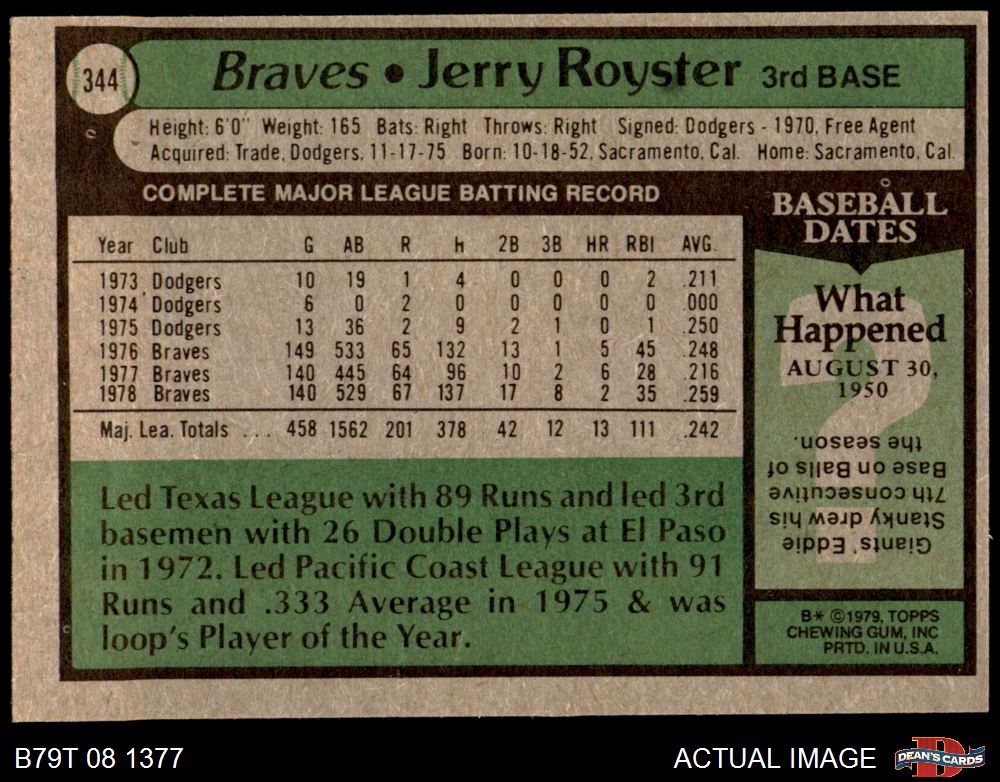 344
Braves • Jerry Royster 3rd BASE
Height: 6'0" Weight: 165 Bats: Right Throws: Right Signed: Dodgers - 1970, Free Agent
Acquired: Trade, Dodgers, 11-17-75 Born: 10-18-52, Sacramento, Cal. Home: Sacramento, Cal.
COMPLETE MAJOR LEAGUE BATTING RECORD
Year Club G AB R h 2B 3B HR RBI AVG.
1973 Dodgers 10 19 1 4 0 0 0 2 .211
1974 Dodgers 6 0 2 0 0 0 0 0 .000
1975 Dodgers 13 36 2 9 2 1 0 1 .250
1976 Braves 149 533 65 132 13 1 5 45 .248
1977 Braves 140 445 64 96 10 2 6 28 .216
1978 Braves 140 529 67 137 17 8 2 35 .259
Maj. Lea. Totals ... 458 1562 201 378 42 12 13 111 .242
Led Texas League with 89 Runs and led 3rd
basemen with 26 Double Plays at El Paso
in 1972. Led Pacific Coast League with 91
Runs and .333 Average in 1975 & was
loop's Player of the Year.
BASEBALL
DATES
What
Happened
AUGUST 30,
1950
?
Giants' Eddie
Stanky drew his
7th consecutive
Base on Balls of
the season.
B* ©1979, TOPPS
CHEWING GUM, INC
PRTD. IN U.S.A.
B79T 08 1377
ACTUAL IMAGE
D
DEAN'S CARDS